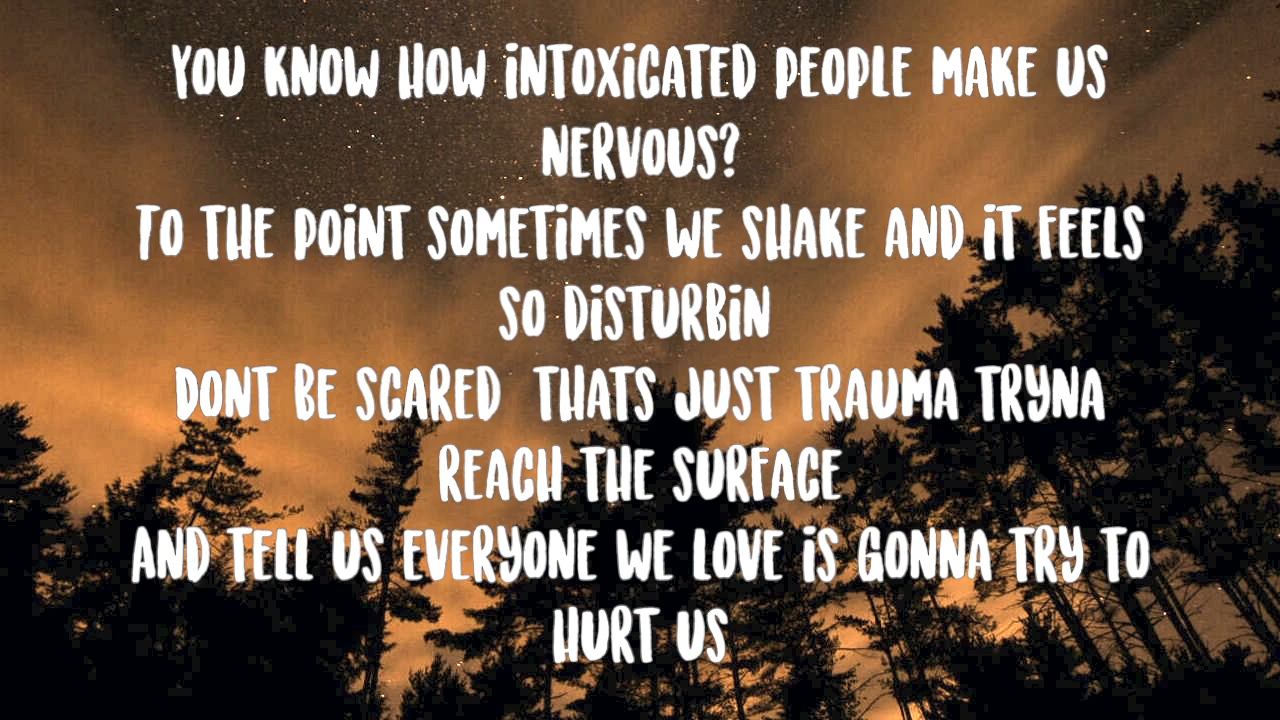 YOU KNOW HOW iNTOXiCATED PEOPLE MAKE US
NERVOUS?
TO THE POiNT SOMETiMES WE SHAKE AND iT FEELS
SO DiSTURBiN
DONT BE SCARED THATS JUST TRAUMA TRYNA
REACH THE SURFACE
AND TELL US EVERYONE WE LOVE iS GONNA TRY TO
HURT US